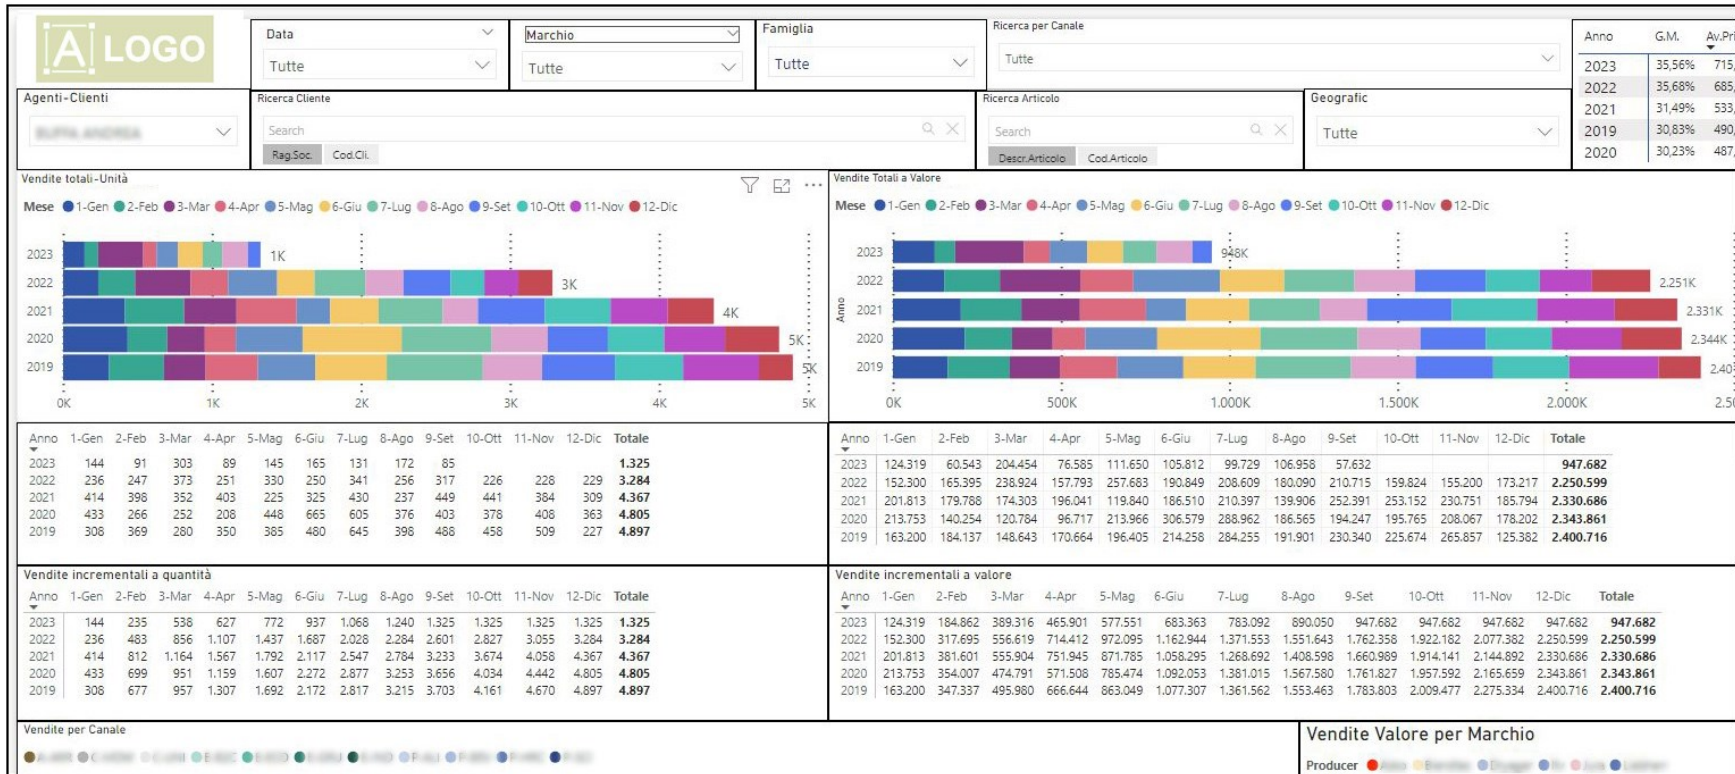 A LOGO
Data
Tutte
Marchio
Tutte
Famiglia
Tutte
Ricerca per Canale
Tutte
Anno G.M. Av.Pri
2023 35,56% 715,
2022 35,68% 685,
2021 31,49% 533,
2019 30,83% 490,
2020 30,23% 487,
Agenti-Clienti
Ricerca Cliente
Search
Rag.Soc. Cod.Cli.
Ricerca Articolo
Search
Descr.Articolo Cod.Articolo
Geografic
Tutte
Vendite totali-Unità
Mese 1-Gen 2-Feb 3-Mar 4-Apr 5-Mag 6-Giu 7-Lug 8-Ago 9-Set 10-Ott 11-Nov 12-Dic
2023 1K
2022 3K
2021 4K
2020 5K
2019 5K
0K 1K 2K 3K 4K 5K
Vendite Totali a Valore
Mese 1-Gen 2-Feb 3-Mar 4-Apr 5-Mag 6-Giu 7-Lug 8-Ago 9-Set 10-Ott 11-Nov 12-Dic
Anno
2023 948K
2022 2.251K
2021 2.331K
2020 2.344K
2019 2.40
0K 500K 1.000K 1.500K 2.000K 2.50
Anno 1-Gen 2-Feb 3-Mar 4-Apr 5-Mag 6-Giu 7-Lug 8-Ago 9-Set 10-Ott 11-Nov 12-Dic Totale
2023 144 91 303 89 145 165 131 172 85 1.325
2022 236 247 373 251 330 250 341 256 317 226 228 229 3.284
2021 414 398 352 403 225 325 430 237 449 441 384 309 4.367
2020 433 266 252 208 448 665 605 376 403 378 408 363 4.805
2019 308 369 280 350 385 480 645 398 488 458 509 227 4.897
Anno 1-Gen 2-Feb 3-Mar 4-Apr 5-Mag 6-Giu 7-Lug 8-Ago 9-Set 10-Ott 11-Nov 12-Dic Totale
2023 124.319 60.543 204.454 76.585 111.650 105.812 99.729 106.958 57.632 947.682
2022 152.300 165.395 238.924 157.793 257.683 190.849 208.609 180.090 210.715 159.824 155.200 173.217 2.250.599
2021 201.813 179.788 174.303 196.041 119.840 186.510 210.397 139.906 252.391 253.152 230.751 185.794 2.330.686
2020 213.753 140.254 120.784 96.717 213.966 306.579 288.962 186.565 194.247 195.765 208.067 178.202 2.343.861
2019 163.200 184.137 148.643 170.664 196.405 214.258 284.255 191.901 230.340 225.674 265.857 125.382 2.400.716
Vendite incrementali a quantità
Anno 1-Gen 2-Feb 3-Mar 4-Apr 5-Mag 6-Giu 7-Lug 8-Ago 9-Set 10-Ott 11-Nov 12-Dic Totale
2023 144 235 538 627 772 937 1.068 1.240 1.325 1.325 1.325 1.325 1.325
2022 236 483 856 1.107 1.437 1.687 2.028 2.284 2.601 2.827 3.055 3.284 3.284
2021 414 812 1.164 1.567 1.792 2.117 2.547 2.784 3.233 3.674 4.058 4.367 4.367
2020 433 699 951 1.159 1.607 2.272 2.877 3.253 3.656 4.034 4.442 4.805 4.805
2019 308 677 957 1.307 1.692 2.172 2.817 3.215 3.703 4.161 4.670 4.897 4.897
Vendite incrementali a valore
Anno 1-Gen 2-Feb 3-Mar 4-Apr 5-Mag 6-Giu 7-Lug 8-Ago 9-Set 10-Ott 11-Nov 12-Dic Totale
2023 124.319 184.862 389.316 465.901 577.551 683.363 783.092 890.050 947.682 947.682 947.682 947.682 947.682
2022 152.300 317.695 556.619 714.412 972.095 1.162.944 1.371.553 1.551.643 1.762.358 1.922.182 2.077.382 2.250.599 2.250.599
2021 201.813 381.601 555.904 751.945 871.785 1.058.295 1.268.692 1.408.598 1.660.989 1.914.141 2.144.892 2.330.686 2.330.686
2020 213.753 354.007 474.791 571.508 785.474 1.092.053 1.381.015 1.567.580 1.761.827 1.957.592 2.165.659 2.343.861 2.343.861
2019 163.200 347.337 495.980 666.644 863.049 1.077.307 1.361.562 1.553.463 1.783.803 2.009.477 2.275.334 2.400.716 2.400.716
Vendite per Canale
Vendite Valore per Marchio
Producer